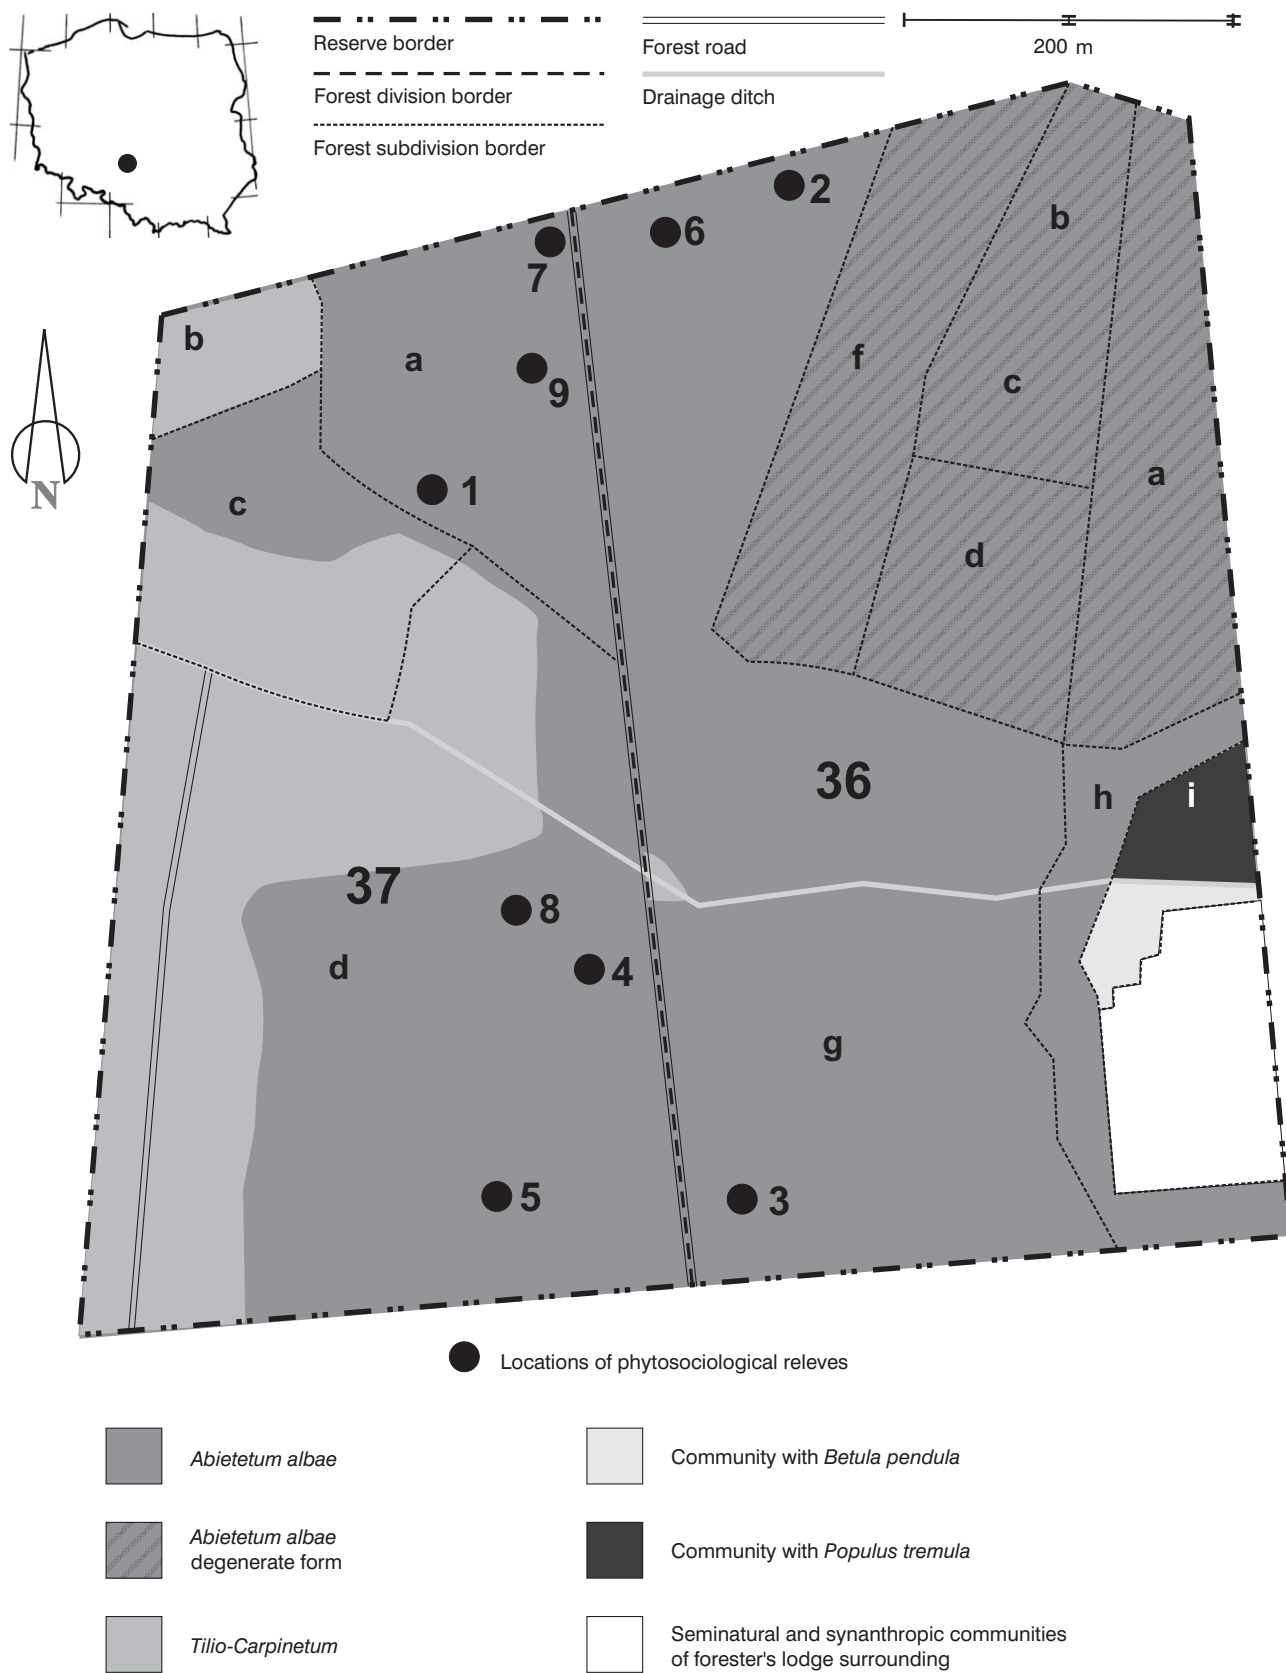 Reserve border
Forest division border
Forest subdivision border
Forest road
Drainage ditch
200 m
N
2
6
7
b
b
a
f
9
c
a
1
c
d
36
h
i
37
8
d
4
g
5
3
Locations of phytosociological releves
Abietetum albae
Abietetum albae
degenerate form
Tilio-Carpinetum
Community with Betula pendula
Community with Populus tremula
Seminatural and synanthropic communities
of forester's lodge surrounding